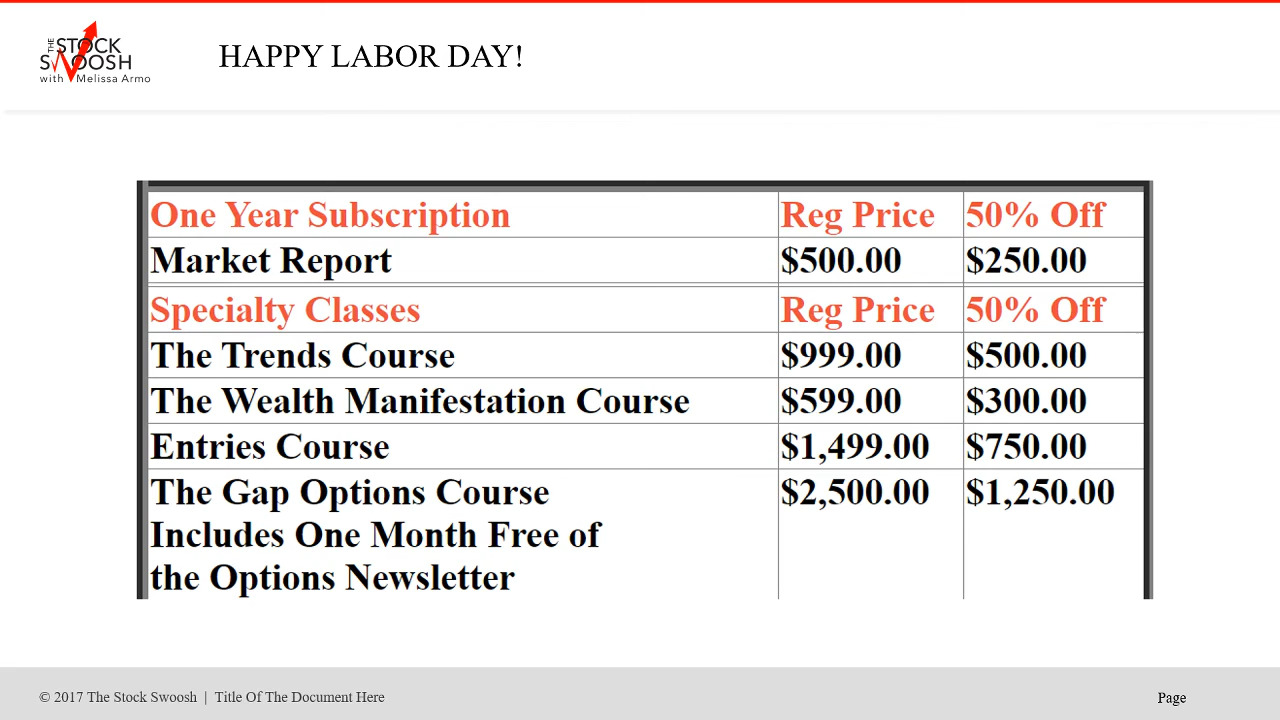 THE STOCK
SWOOSH
with Melissa Armo
HAPPY LABOR DAY!
One Year Subscription Reg Price 50% Off
Market Report $500.00 $250.00
Specialty Classes Reg Price 50% Off
The Trends Course $999.00 $500.00
The Wealth Manifestation Course $599.00 $300.00
Entries Course $1,499.00 $750.00
The Gap Options Course $2,500.00 $1,250.00
Includes One Month Free of
the Options Newsletter
© 2017 The Stock Swoosh | Title Of The Document Here Page